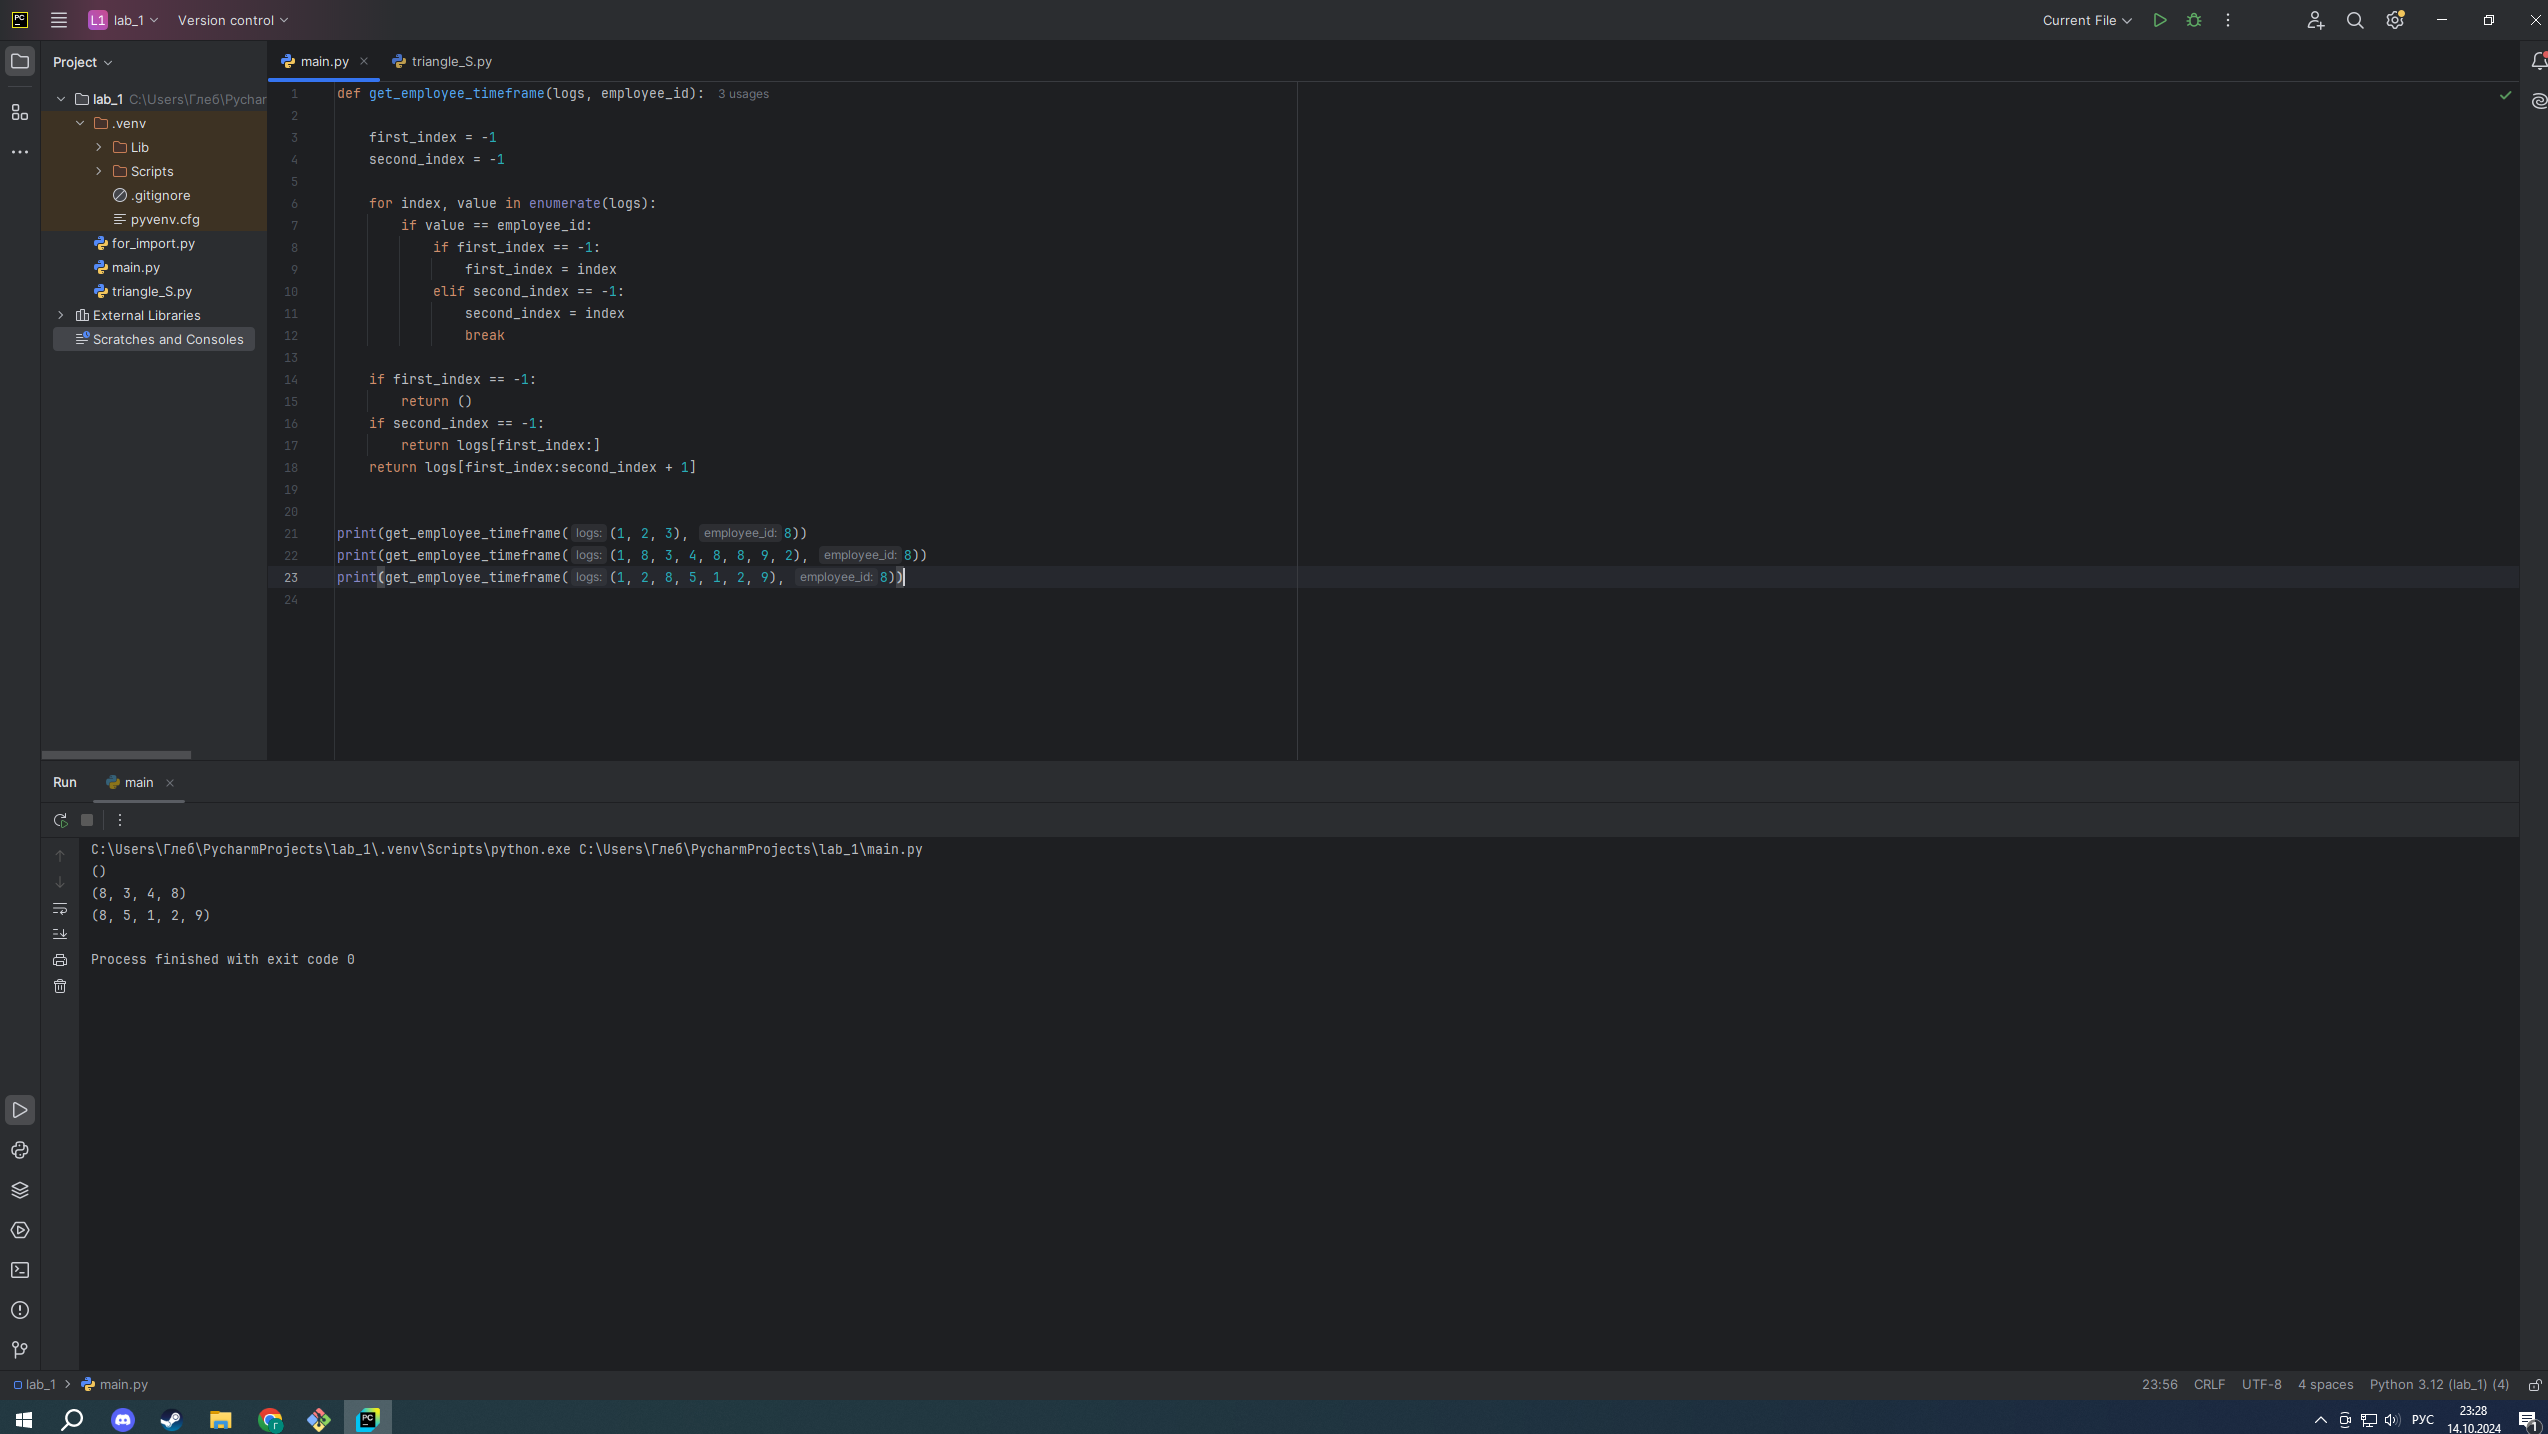 PC L1 lab_1 Version control Current File
Project main.py triangle_S.py
lab_1 C:\Users\Глеб\Pychar
.venv
Lib
Scripts
.gitignore
pyvenv.cfg
for_import.py
main.py
triangle_S.py
External Libraries
Scratches and Consoles
1 def get_employee_timeframe(logs, employee_id): 3 usages
2
3 first_index = -1
4 second_index = -1
5
6 for index, value in enumerate(logs):
7 if value == employee_id:
8 if first_index == -1:
9 first_index = index
10 elif second_index == -1:
11 second_index = index
12 break
13
14 if first_index == -1:
15 return ()
16 if second_index == -1:
17 return logs[first_index:]
18 return logs[first_index:second_index + 1]
19
20
21 print(get_employee_timeframe( logs: (1, 2, 3), employee_id: 8))
22 print(get_employee_timeframe( logs: (1, 8, 3, 4, 8, 8, 9, 2), employee_id: 8))
23 print(get_employee_timeframe( logs: (1, 2, 8, 5, 1, 2, 9), employee_id: 8))
24
Run main
C:\Users\Глеб\PycharmProjects\lab_1\.venv\Scripts\python.exe C:\Users\Глеб\PycharmProjects\lab_1\main.py
()
(8, 3, 4, 8)
(8, 5, 1, 2, 9)
Process finished with exit code 0
lab_1 main.py 23:56 CRLF UTF-8 4 spaces Python 3.12 (lab_1) (4)
PC РУС 23:28
14.10.2024 1